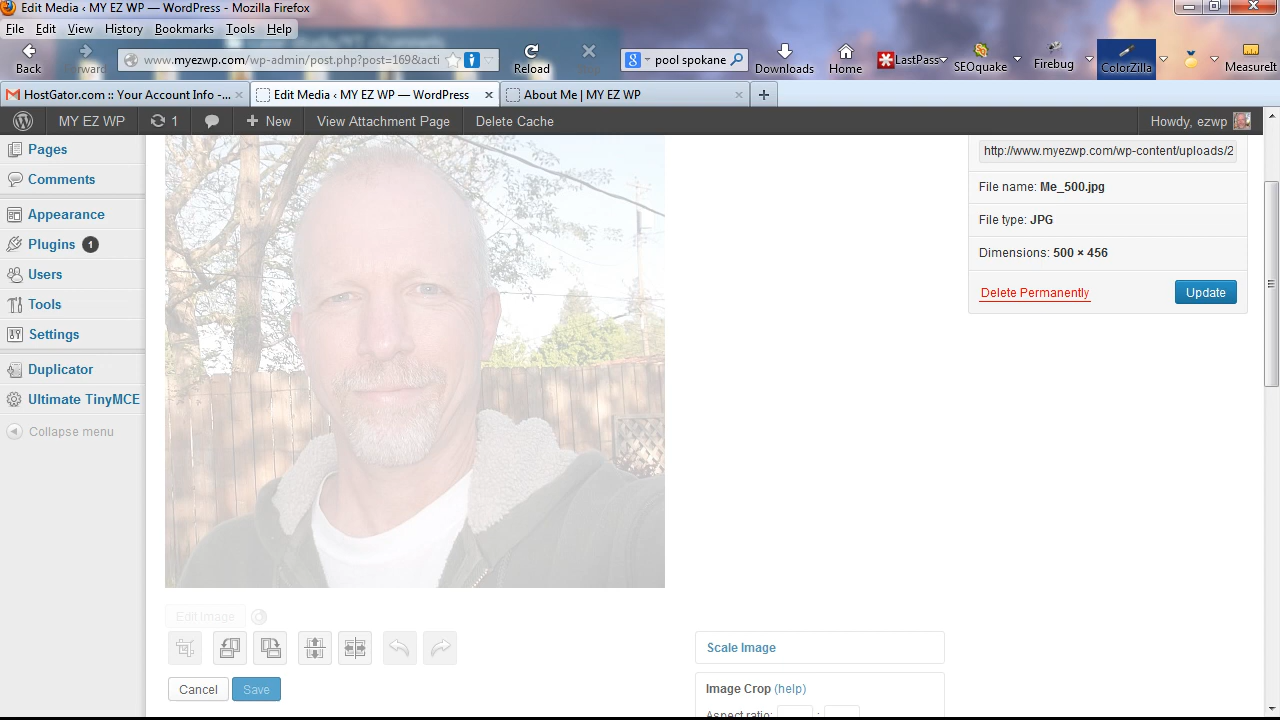 Edit Media ‹ MY EZ WP — WordPress - Mozilla Firefox
File Edit View History Bookmarks Tools Help
Back Forward www.myezwp.com/wp-admin/post.php?post=169&acti Reload pool spokane Downloads Home LastPass SEOquake Firebug ColorZilla MeasureIt
HostGator.com :: Your Account Info -... Edit Media ‹ MY EZ WP — WordPress About Me | MY EZ WP
MY EZ WP 1 New View Attachment Page Delete Cache Howdy, ezwp
Pages
Comments
Appearance
Plugins 1
Users
Tools
Settings
Duplicator
Ultimate TinyMCE
Collapse menu
http://www.myezwp.com/wp-content/uploads/2
File name: Me_500.jpg
File type: JPG
Dimensions: 500 × 456
Delete Permanently Update
Edit Image
Cancel Save
Scale Image
Image Crop (help)
Aspect ratio: :